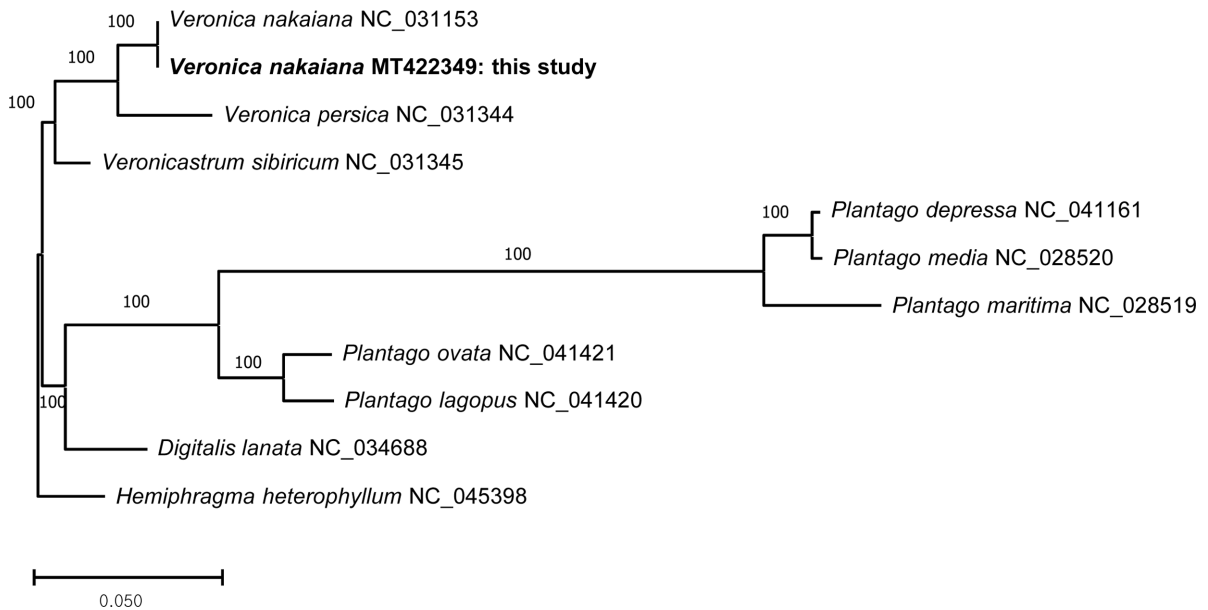 100
Veronica nakaiana NC_031153
100
Veronica nakaiana MT422349: this study
100
Veronica persica NC_031344
Veronicastrum sibiricum NC_031345
100
Plantago depressa NC_041161
100
Plantago media NC_028520
100
Plantago maritima NC_028519
100
Plantago ovata NC_041421
100
Plantago lagopus NC_041420
Digitalis lanata NC_034688
Hemiphragma heterophyllum NC_045398
0.050